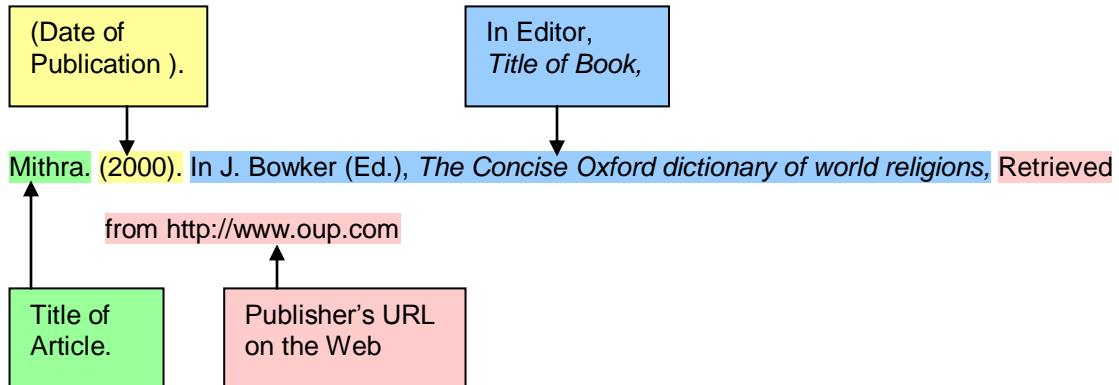 (Date of
Publication ).
In Editor,
Title of Book,
Mithra. (2000). In J. Bowker (Ed.), The Concise Oxford dictionary of world religions, Retrieved
from http://www.oup.com
Title of
Article.
Publisher’s URL
on the Web